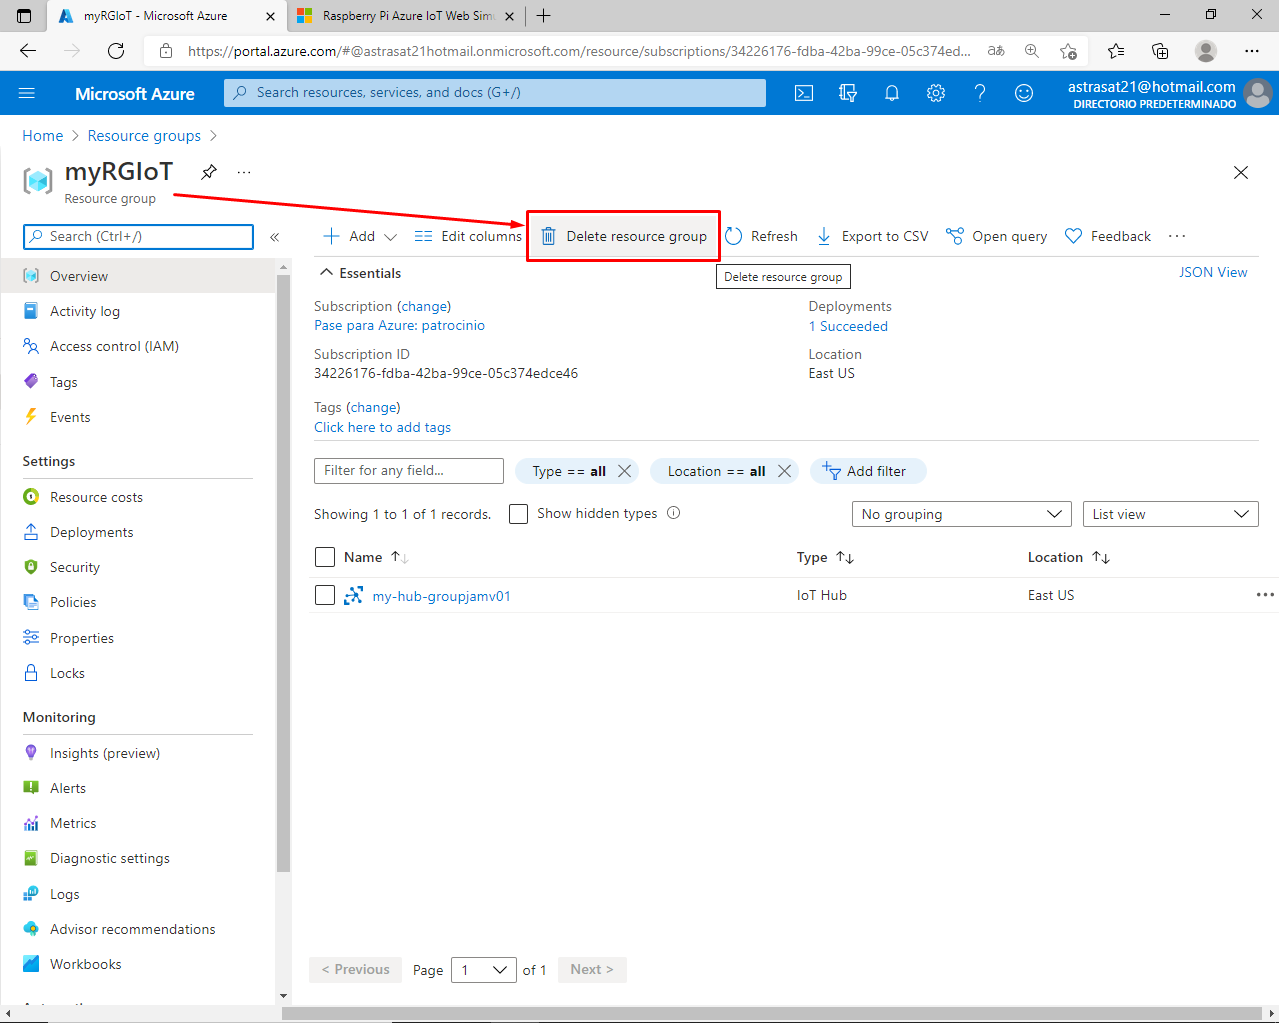 myRGIoT - Microsoft Azure
Raspberry Pi Azure IoT Web Simu
https://portal.azure.com/#@astrasat21hotmail.onmicrosoft.com/resource/subscriptions/34226176-fdba-42ba-99ce-05c374ed...
Microsoft Azure
Search resources, services, and docs (G+/)
astrasat21@hotmail.com
DIRECTORIO PREDETERMINADO
Home > Resource groups >
myRGIoT
Resource group
Search (Ctrl+/)
Add
Edit columns
Delete resource group
Refresh
Export to CSV
Open query
Feedback
Delete resource group
Overview
Activity log
Access control (IAM)
Tags
Events
Settings
Resource costs
Deployments
Security
Policies
Properties
Locks
Monitoring
Insights (preview)
Alerts
Metrics
Diagnostic settings
Logs
Advisor recommendations
Workbooks
Essentials
JSON View
Subscription (change)
Pase para Azure: patrocinio
Subscription ID
34226176-fdba-42ba-99ce-05c374edce46
Tags (change)
Click here to add tags
Deployments
1 Succeeded
Location
East US
Filter for any field...
Type == all
Location == all
Add filter
Showing 1 to 1 of 1 records.
Show hidden types
No grouping
List view
Name
Type
Location
my-hub-groupjamv01
IoT Hub
East US
< Previous
Page
1
of 1
Next >